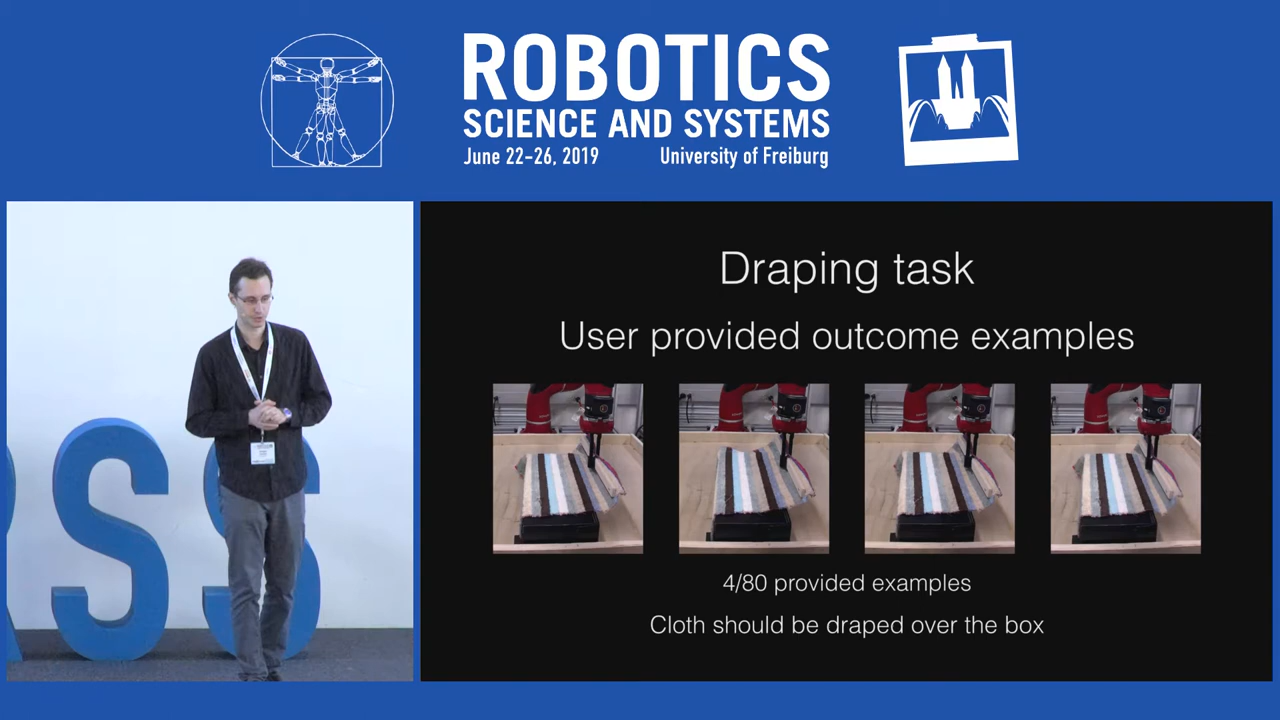 ROBOTICS
SCIENCE AND SYSTEMS
June 22-26, 2019 University of Freiburg
RSS
Draping task
User provided outcome examples
4/80 provided examples
Cloth should be draped over the box